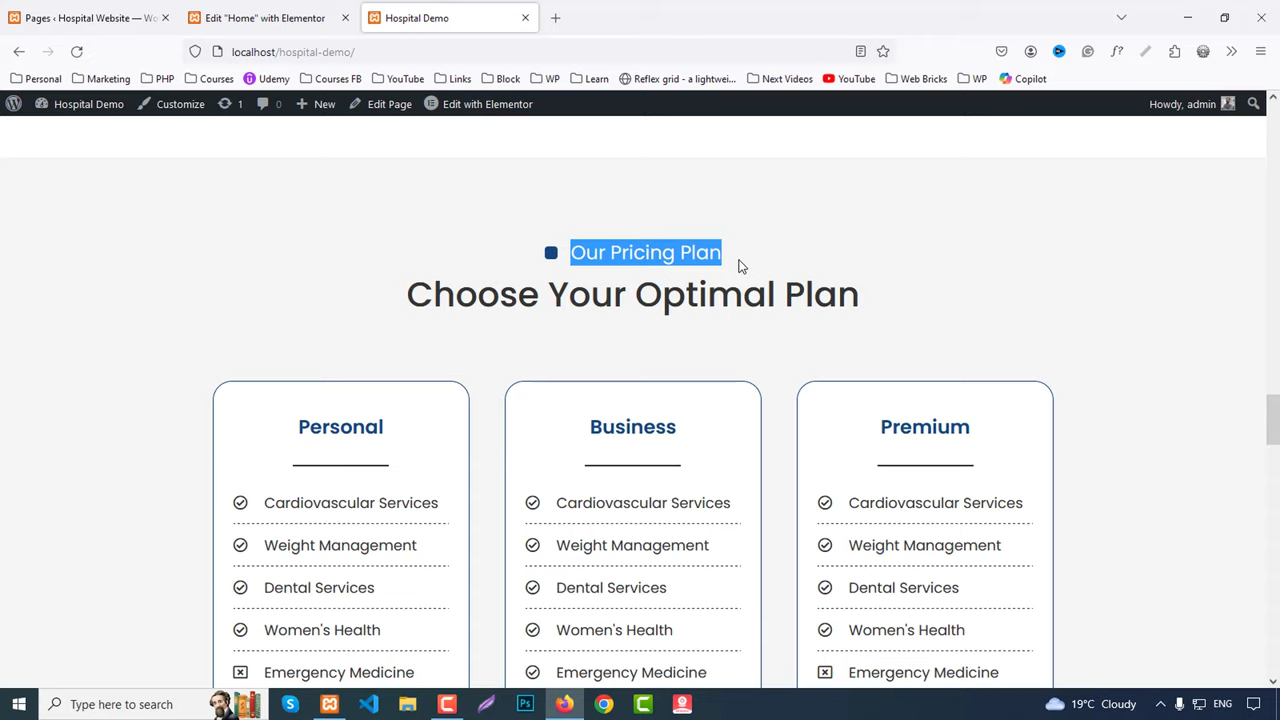 Pages ‹ Hospital Website — Wo
Edit "Home" with Elementor
Hospital Demo
localhost/hospital-demo/
Personal
Marketing
PHP
Courses
Udemy
Courses FB
YouTube
Links
Block
WP
Learn
Reflex grid - a lightwei...
Next Videos
YouTube
Web Bricks
WP
Copilot
Hospital Demo
Customize
1
0
New
Edit Page
Edit with Elementor
Howdy, admin
Our Pricing Plan
Choose Your Optimal Plan
Personal
Cardiovascular Services
Weight Management
Dental Services
Women's Health
Emergency Medicine
Business
Cardiovascular Services
Weight Management
Dental Services
Women's Health
Emergency Medicine
Premium
Cardiovascular Services
Weight Management
Dental Services
Women's Health
Emergency Medicine
Type here to search
19°C Cloudy
ENG